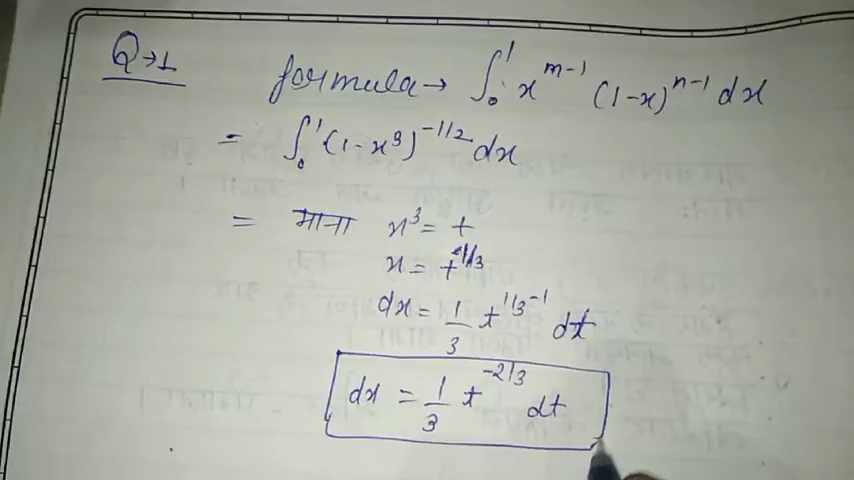 Q→1 formula→ ∫₀¹ x^{m-1} (1-x)^{n-1} dx
= ∫₀¹ (1-x³)^{-1/2} dx
= माना x³ = t
x = t^{1/3}
dx = 1/3 t^{1/3-1} dt
dx = 1/3 t^{-2/3} dt